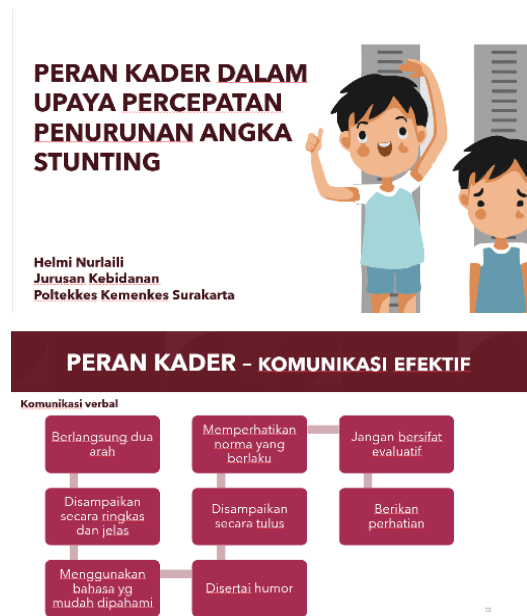 PERAN KADER DALAM
UPAYA PERCEPATAN
PENURUNAN ANGKA
STUNTING
Helmi Nurlaili
Jurusan Kebidanan
Poltekkes Kemenkes Surakarta
PERAN KADER – KOMUNIKASI EFEKTIF
Komunikasi verbal
Berlangsung dua
arah
Disampaikan
secara ringkas
dan jelas
Menggunakan
bahasa yg
mudah dipahami
Disertai humor
Disampaikan
secara tulus
Memperhatikan
norma yang
berlaku
Jangan bersifat
evaluatif
Berikan
perhatian